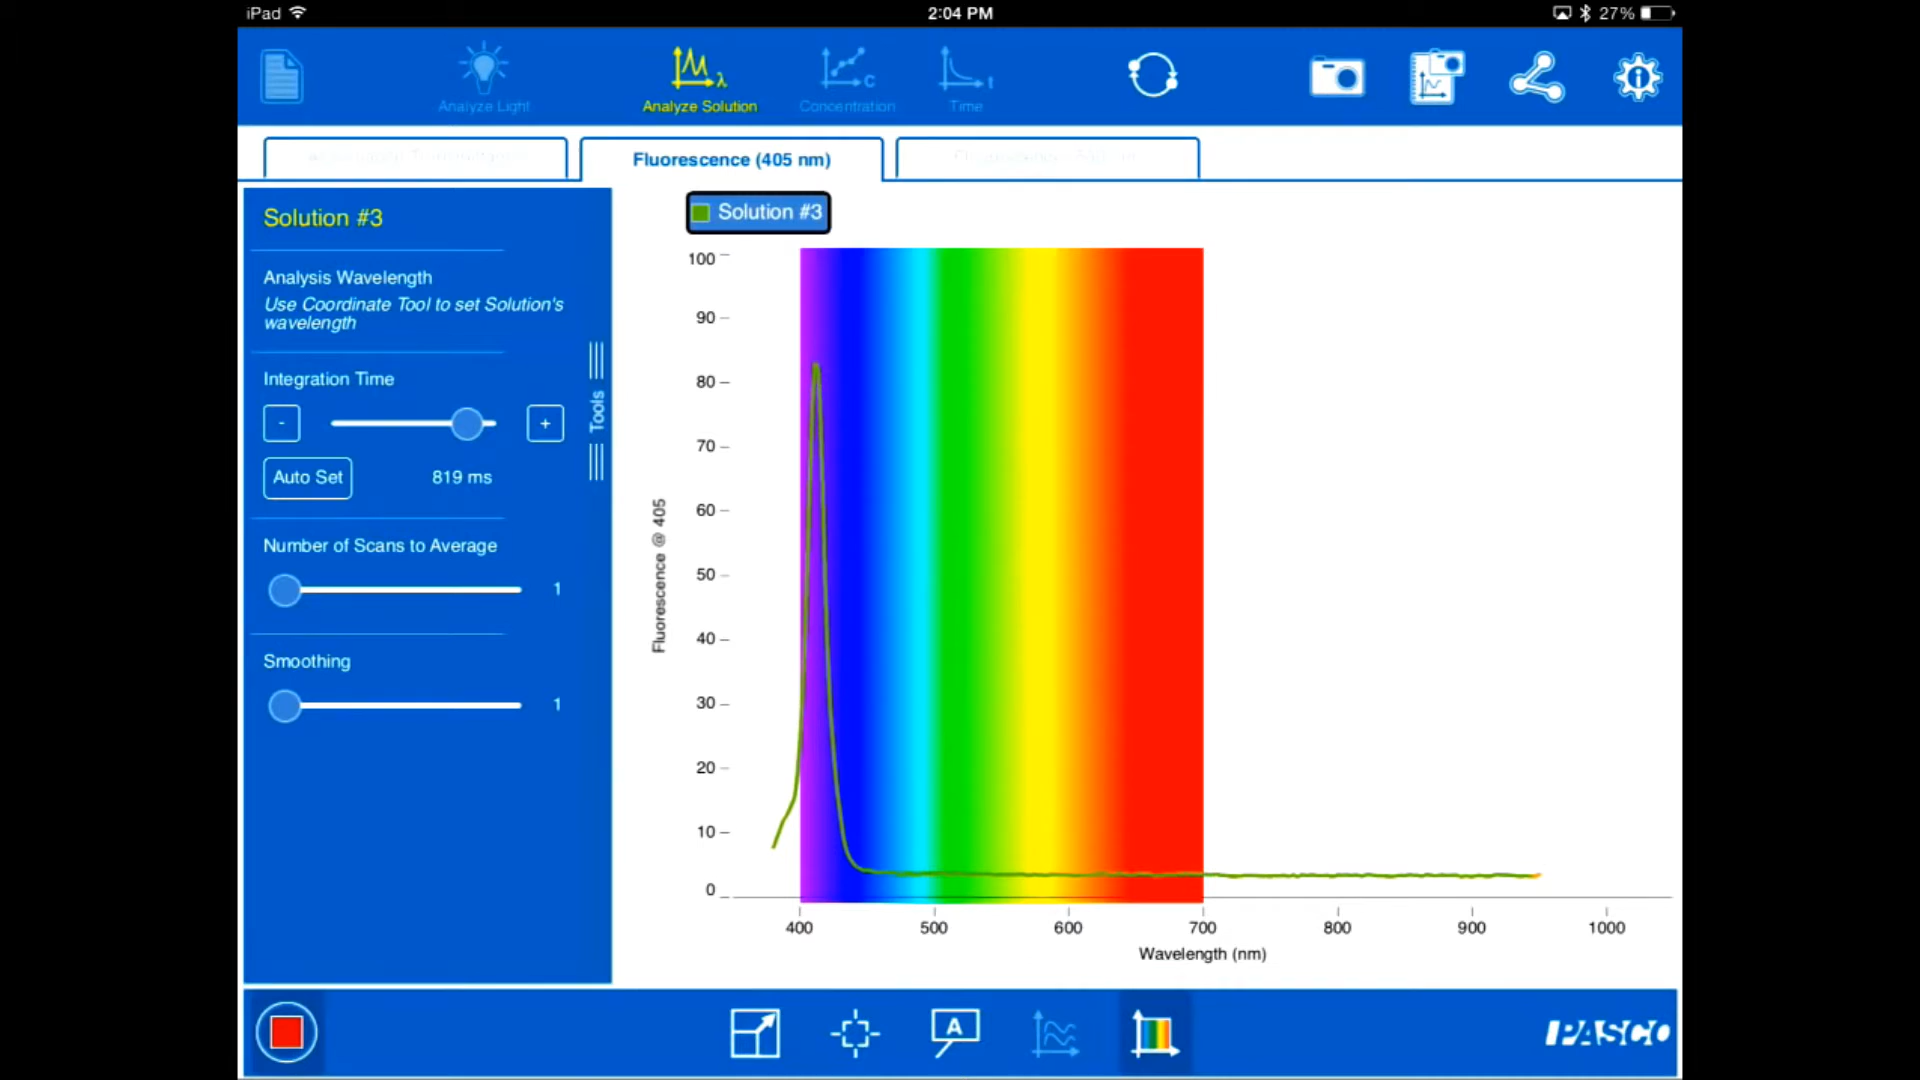 iPad
2:04 PM
27%
Analyze Light
Analyze Solution
Concentration
Time
Fluorescence (405 nm)
Solution #3
Analysis Wavelength
Use Coordinate Tool to set Solution's
wavelength
Integration Time
-
+
Auto Set
819 ms
Number of Scans to Average
1
Smoothing
1
Tools
Solution #3
100
90
80
70
60
50
40
30
20
10
0
Fluorescence @ 405
400
500
600
700
800
900
1000
Wavelength (nm)
A
PASCO